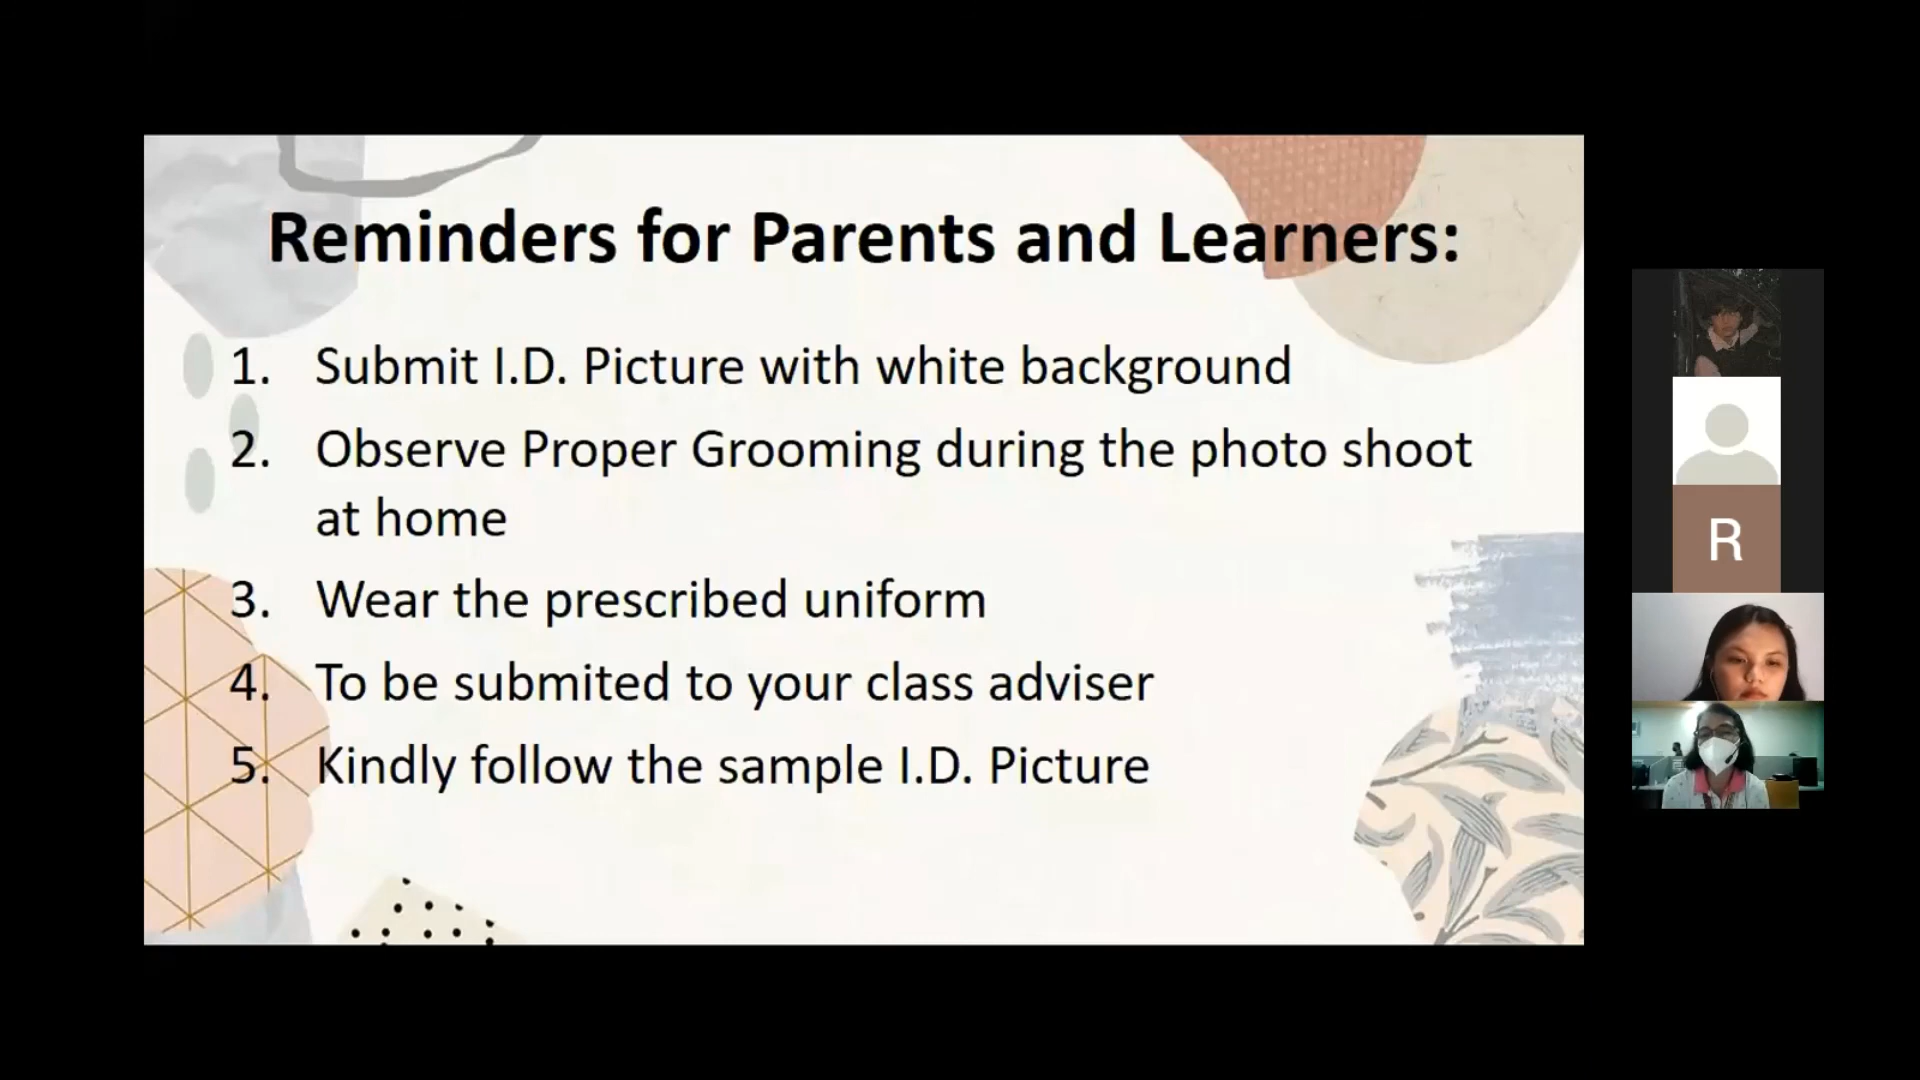 Reminders for Parents and Learners:
1. Submit I.D. Picture with white background
2. Observe Proper Grooming during the photo shoot
at home
3. Wear the prescribed uniform
4. To be submited to your class adviser
5. Kindly follow the sample I.D. Picture
R